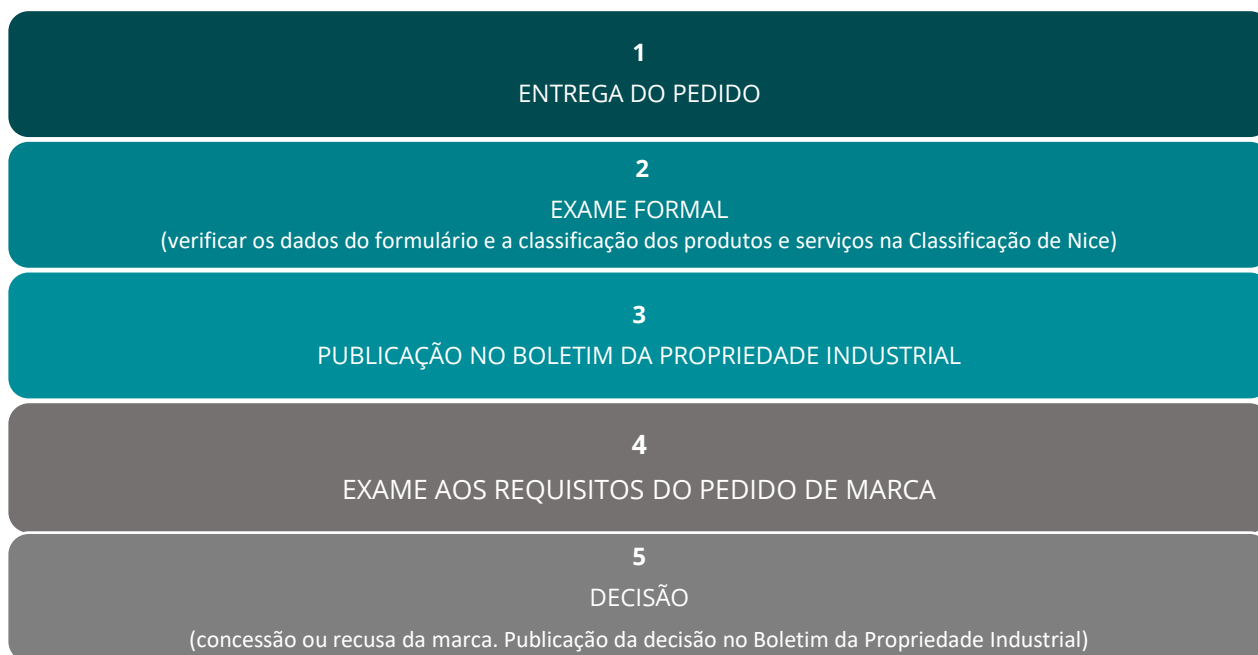 1
ENTREGA DO PEDIDO
2
EXAME FORMAL
(verificar os dados do formulário e a classificação dos produtos e serviços na Classificação de Nice)
3
PUBLICAÇÃO NO BOLETIM DA PROPRIEDADE INDUSTRIAL
4
EXAME AOS REQUISITOS DO PEDIDO DE MARCA
5
DECISÃO
(concessão ou recusa da marca. Publicação da decisão no Boletim da Propriedade Industrial)